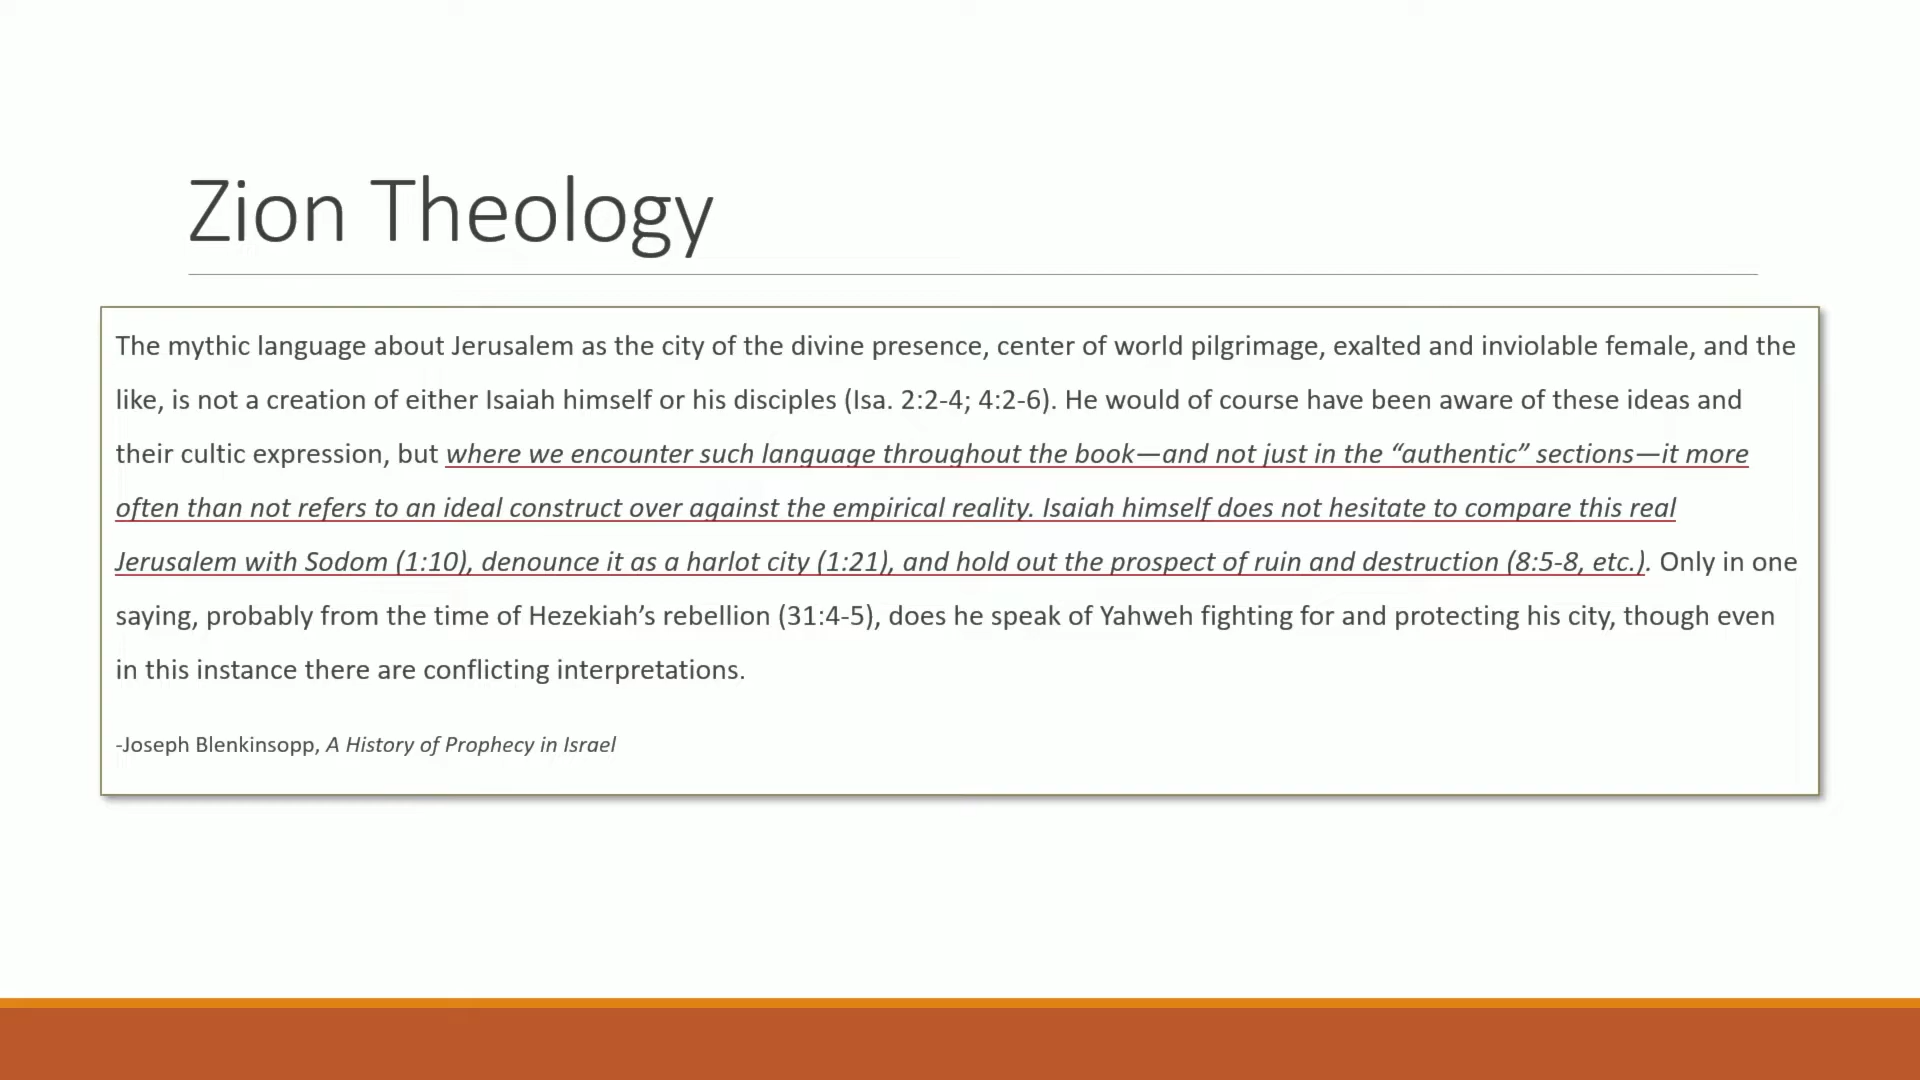 Zion Theology
The mythic language about Jerusalem as the city of the divine presence, center of world pilgrimage, exalted and inviolable female, and the
like, is not a creation of either Isaiah himself or his disciples (Isa. 2:2-4; 4:2-6). He would of course have been aware of these ideas and
their cultic expression, but where we encounter such language throughout the book—and not just in the “authentic” sections—it more
often than not refers to an ideal construct over against the empirical reality. Isaiah himself does not hesitate to compare this real
Jerusalem with Sodom (1:10), denounce it as a harlot city (1:21), and hold out the prospect of ruin and destruction (8:5-8, etc.). Only in one
saying, probably from the time of Hezekiah’s rebellion (31:4-5), does he speak of Yahweh fighting for and protecting his city, though even
in this instance there are conflicting interpretations.
-Joseph Blenkinsopp, A History of Prophecy in Israel